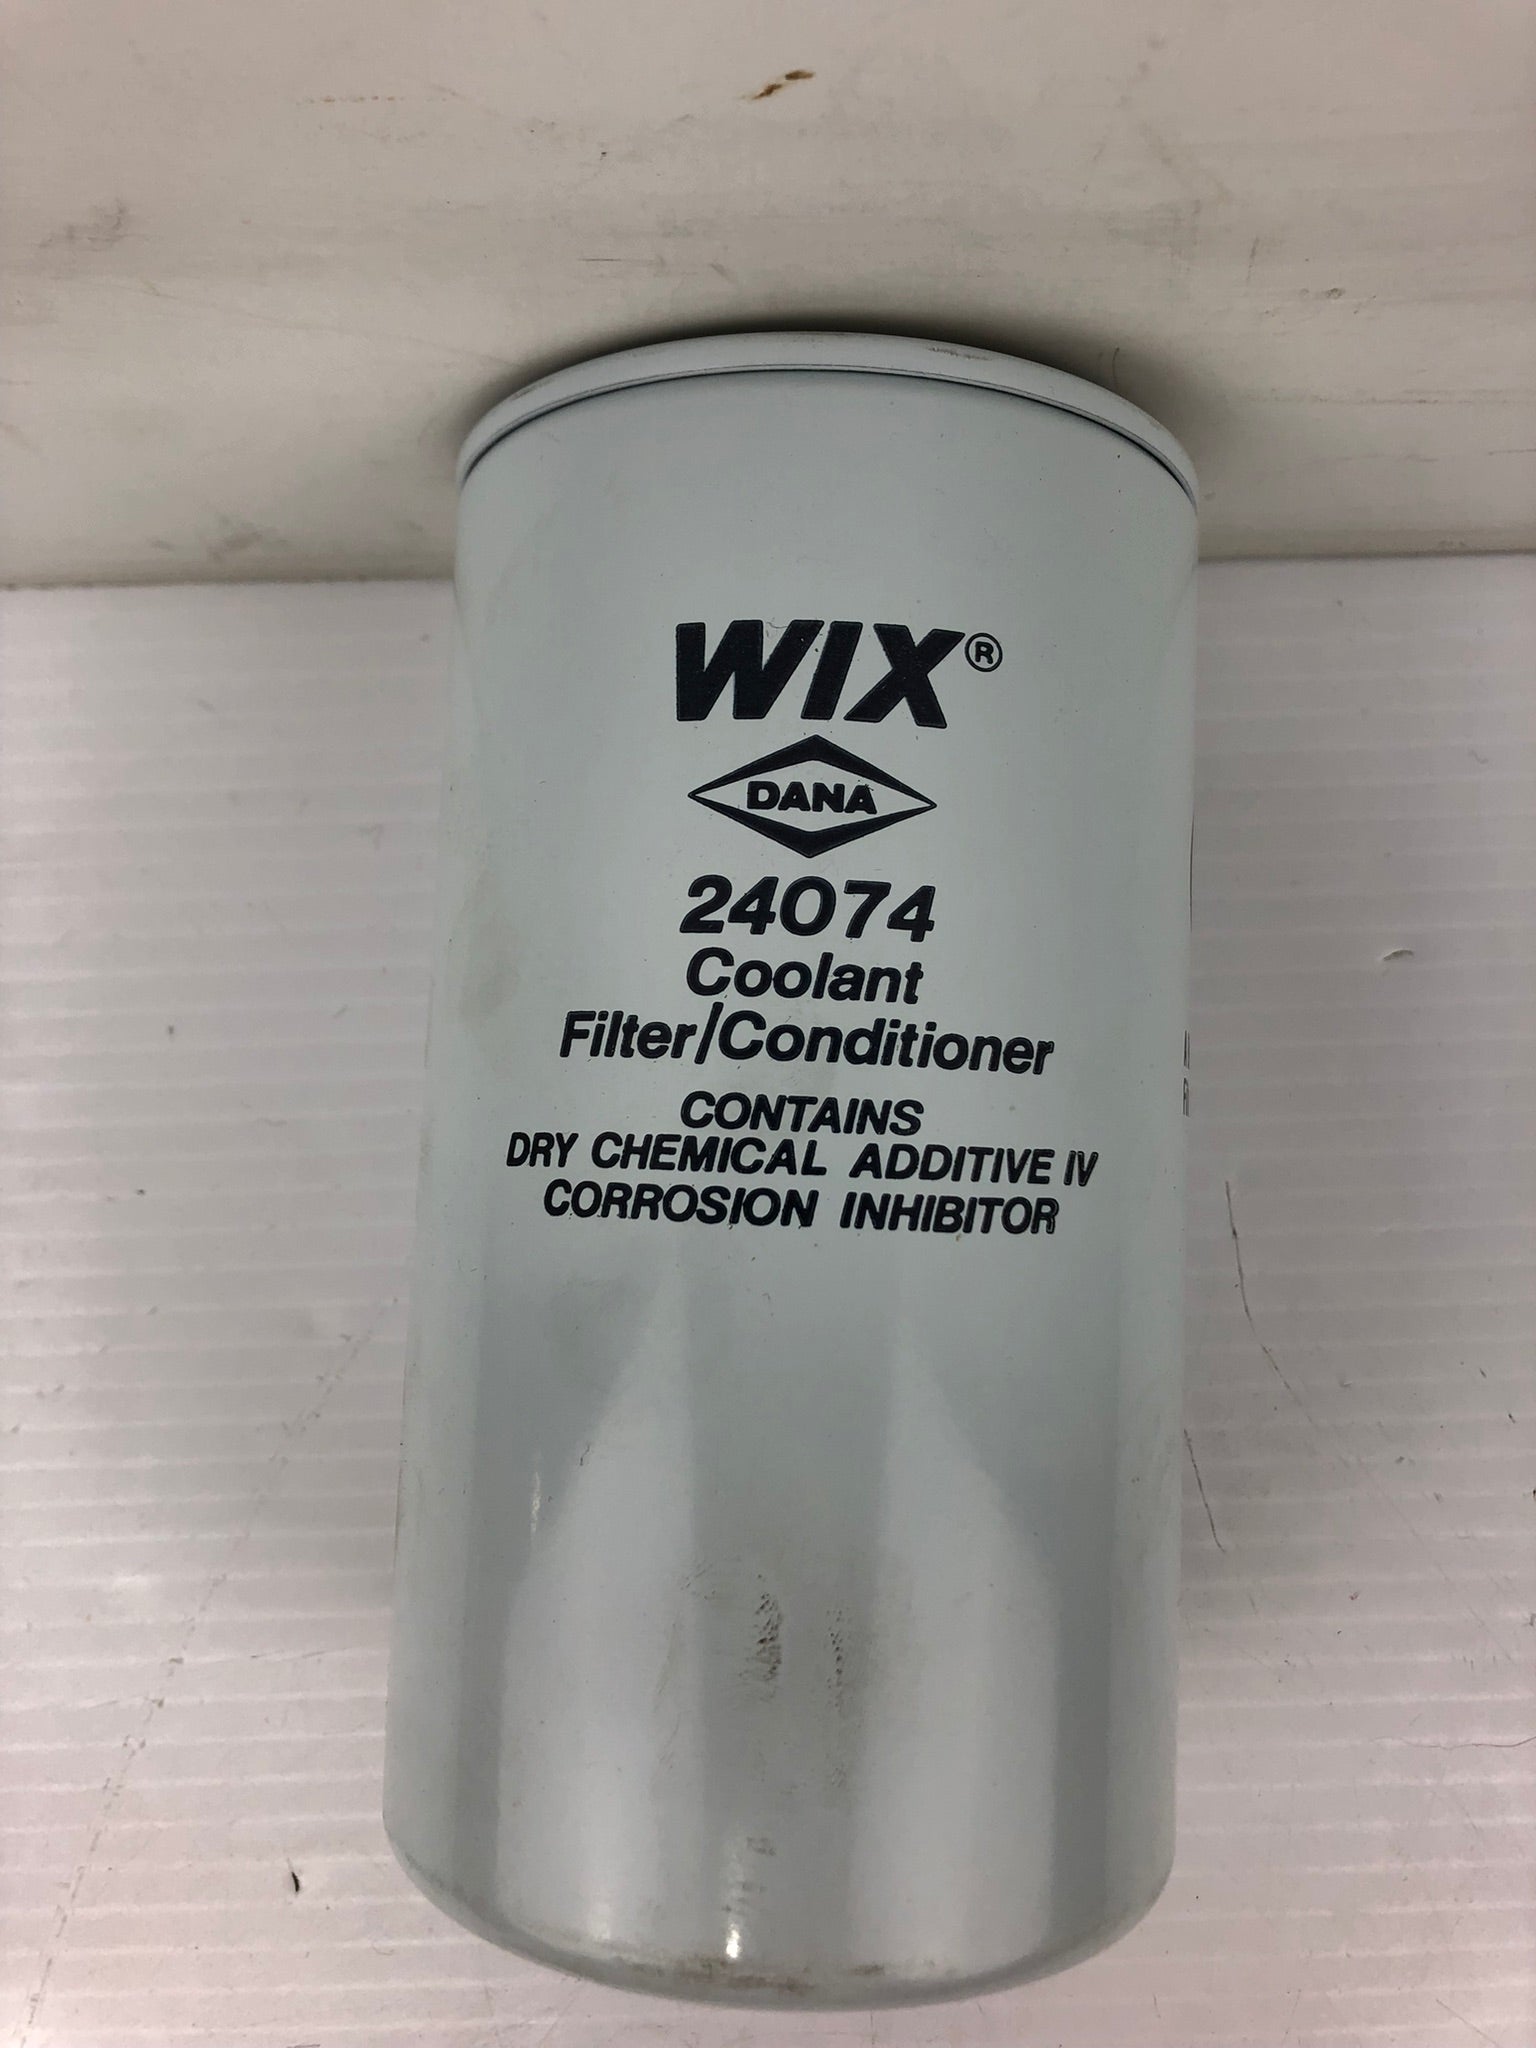 WIX®
DANA
24074
Coolant
Filter/Conditioner
CONTAINS
DRY CHEMICAL ADDITIVE IV
CORROSION INHIBITOR